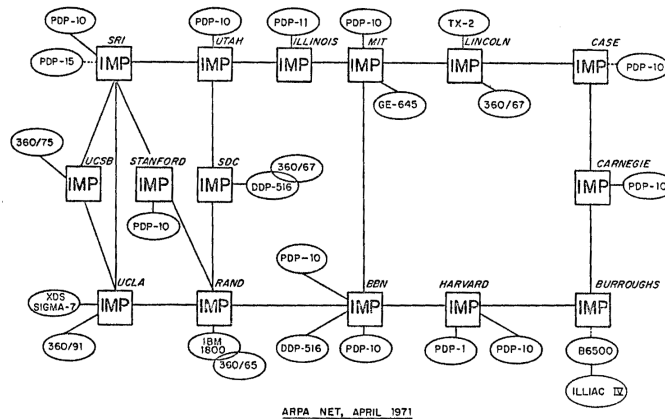 PDP-10
PDP-10
PDP-11
PDP-10
TX-2
SRI
UTAH
ILLINOIS
MIT
LINCOLN
CASE
PDP-15
IMP
IMP
IMP
IMP
IMP
IMP
PDP-10
GE-645
360/67
360/75
UCSB
STANFORD
SDC
360/67
CARNEGIE
IMP
IMP
IMP
DDP-516
IMP
PDP-10
PDP-10
PDP-10
UCLA
RAND
BBN
HARVARD
BURROUGHS
XDS
SIGMA-7
IMP
IMP
IMP
IMP
IMP
360/91
IBM
1800
360/65
DDP-516
PDP-10
PDP-1
PDP-10
B6500
ILLIAC IV
ARPA NET, APRIL 1971